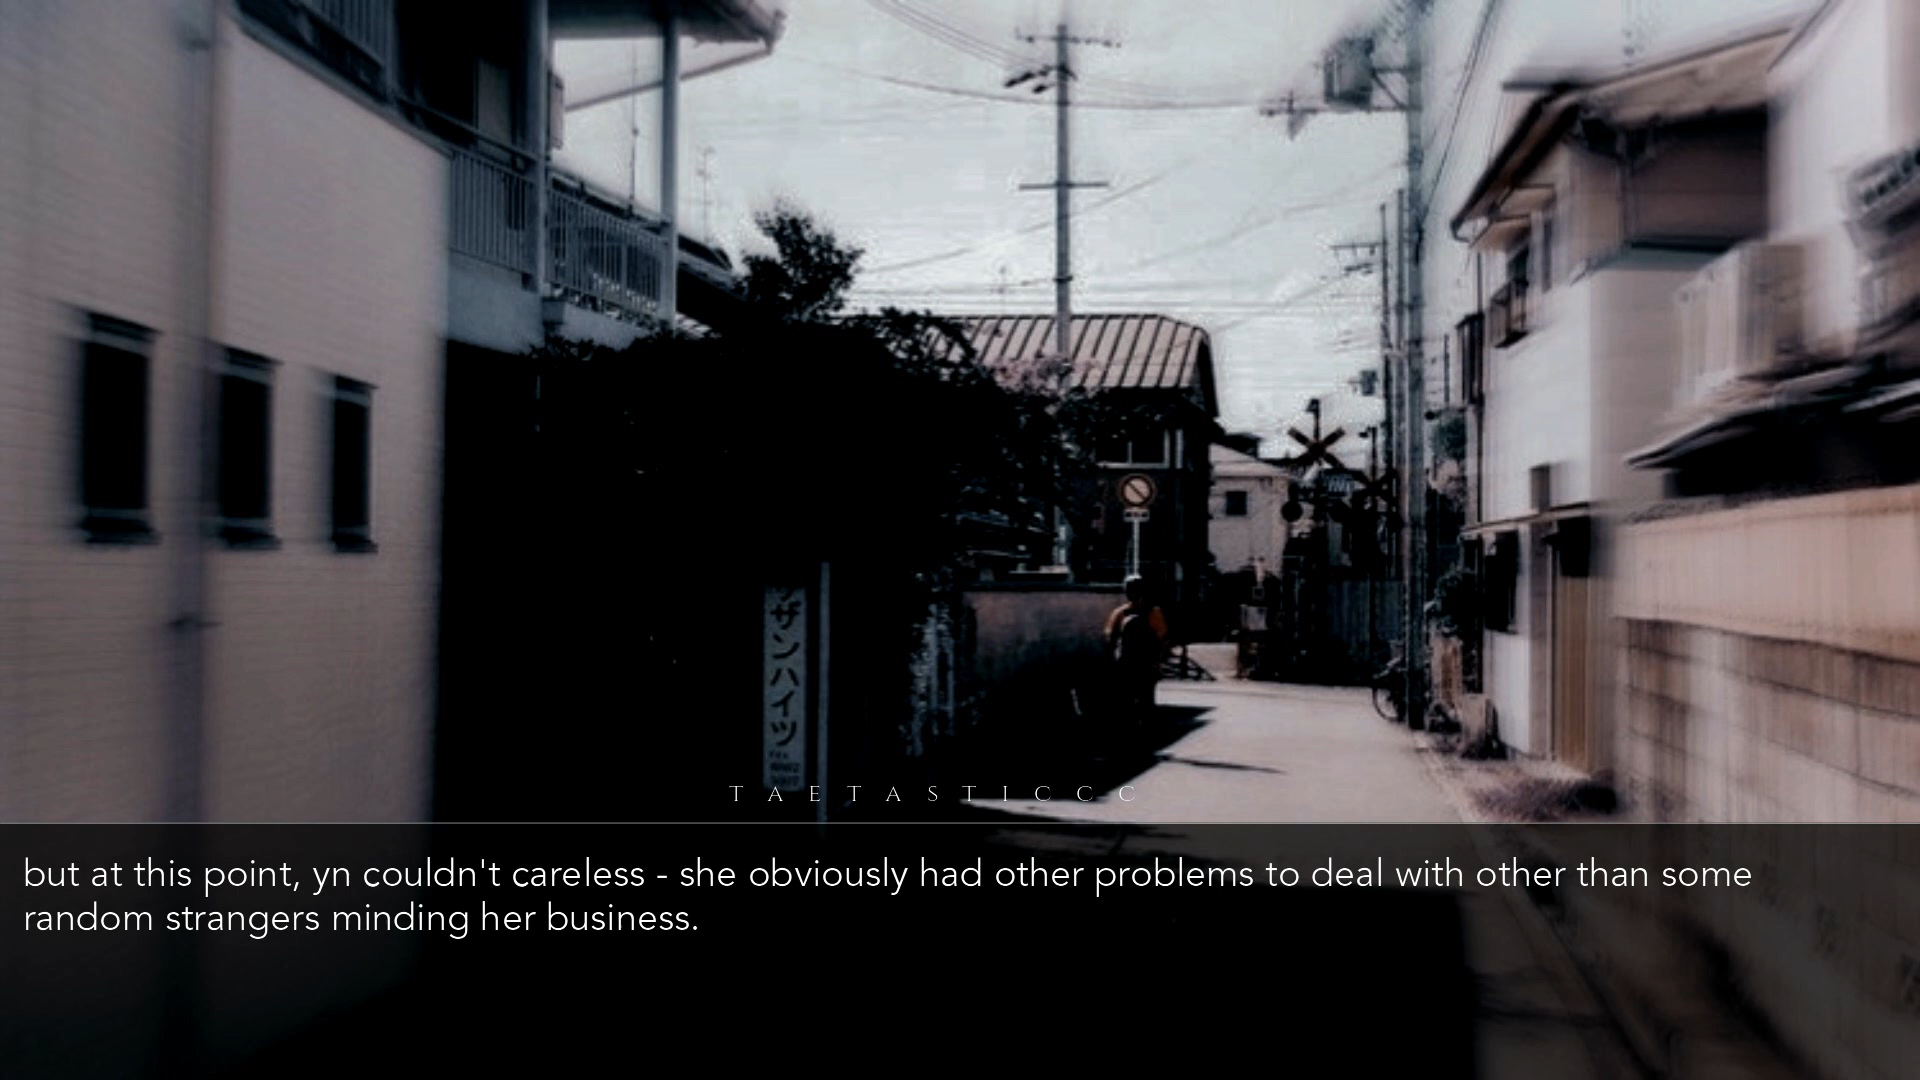 ザンハイツ
TAETASTICCC
but at this point, yn couldn't careless - she obviously had other problems to deal with other than some
random strangers minding her business.